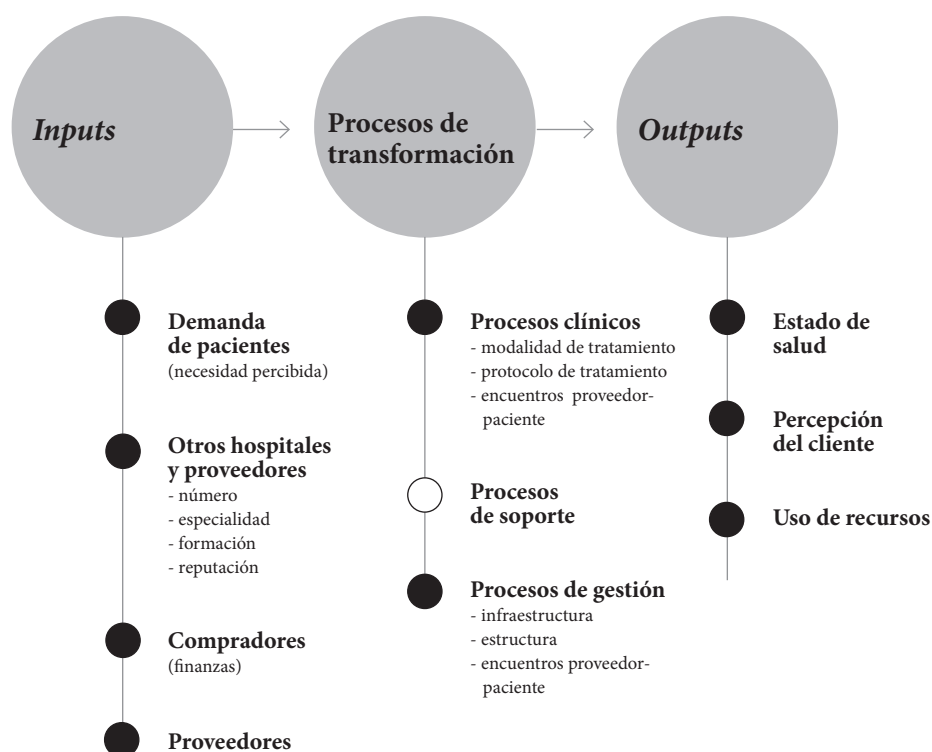 Inputs
Procesos de
transformación
Outputs
Demanda
de pacientes
(necesidad percibida)
Otros hospitales
y proveedores
- número
- especialidad
- formación
- reputación
Compradores
(finanzas)
Proveedores
Procesos clínicos
- modalidad de tratamiento
- protocolo de tratamiento
- encuentros proveedor-
paciente
Procesos
de soporte
Procesos de gestión
- infraestructura
- estructura
- encuentros proveedor-
paciente
Estado de
salud
Percepción
del cliente
Uso de recursos